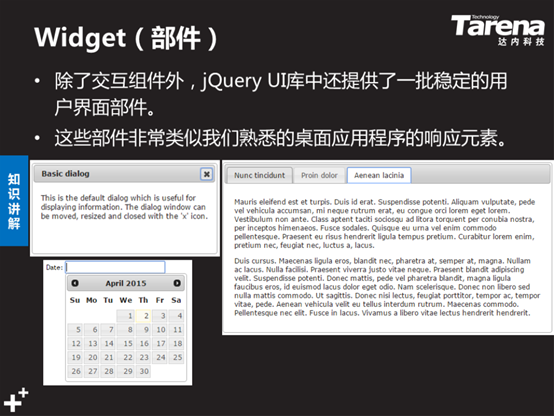 Widget（部件）
Technology
Tarena
达内科技
• 除了交互组件外，jQuery UI库中还提供了一批稳定的用
户界面部件。
• 这些部件非常类似我们熟悉的桌面应用程序的响应元素。
知识讲解
Basic dialog
This is the default dialog which is useful for
displaying information. The dialog window can
be moved, resized and closed with the 'x' icon.
Date:
April 2015
Su Mo Tu We Th Fr Sa
1 2 3 4
5 6 7 8 9 10 11
12 13 14 15 16 17 18
19 20 21 22 23 24 25
26 27 28 29 30
Nunc tincidunt Proin dolor Aenean lacinia
Mauris eleifend est et turpis. Duis id erat. Suspendisse potenti. Aliquam vulputate, pede
vel vehicula accumsan, mi neque rutrum erat, eu congue orci lorem eget lorem.
Vestibulum non ante. Class aptent taciti sociosqu ad litora torquent per conubia nostra,
per inceptos himenaeos. Fusce sodales. Quisque eu urna vel enim commodo
pellentesque. Praesent eu risus hendrerit ligula tempus pretium. Curabitur lorem enim,
pretium nec, feugiat nec, luctus a, lacus.
Duis cursus. Maecenas ligula eros, blandit nec, pharetra at, semper at, magna. Nullam
ac lacus. Nulla facilisi. Praesent viverra justo vitae neque. Praesent blandit adipiscing
velit. Suspendisse potenti. Donec mattis, pede vel pharetra blandit, magna ligula
faucibus eros, id euismod lacus dolor eget odio. Nam scelerisque. Donec non libero sed
nulla mattis commodo. Ut sagittis. Donec nisi lectus, feugiat porttitor, tempor ac, tempor
vitae, pede. Aenean vehicula velit eu tellus interdum rutrum. Maecenas commodo.
Pellentesque nec elit. Fusce in lacus. Vivamus a libero vitae lectus hendrerit hendrerit.